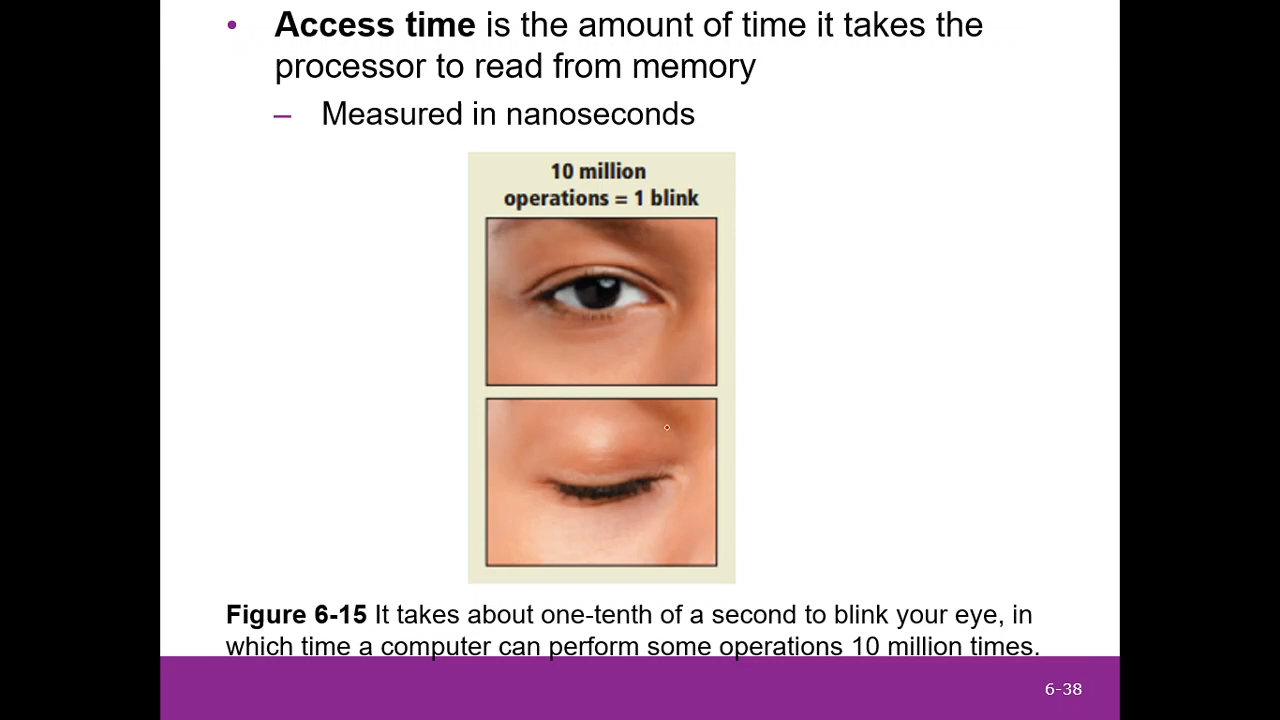 • Access time is the amount of time it takes the
processor to read from memory
– Measured in nanoseconds
10 million
operations = 1 blink
Figure 6-15 It takes about one-tenth of a second to blink your eye, in
which time a computer can perform some operations 10 million times.
6-38